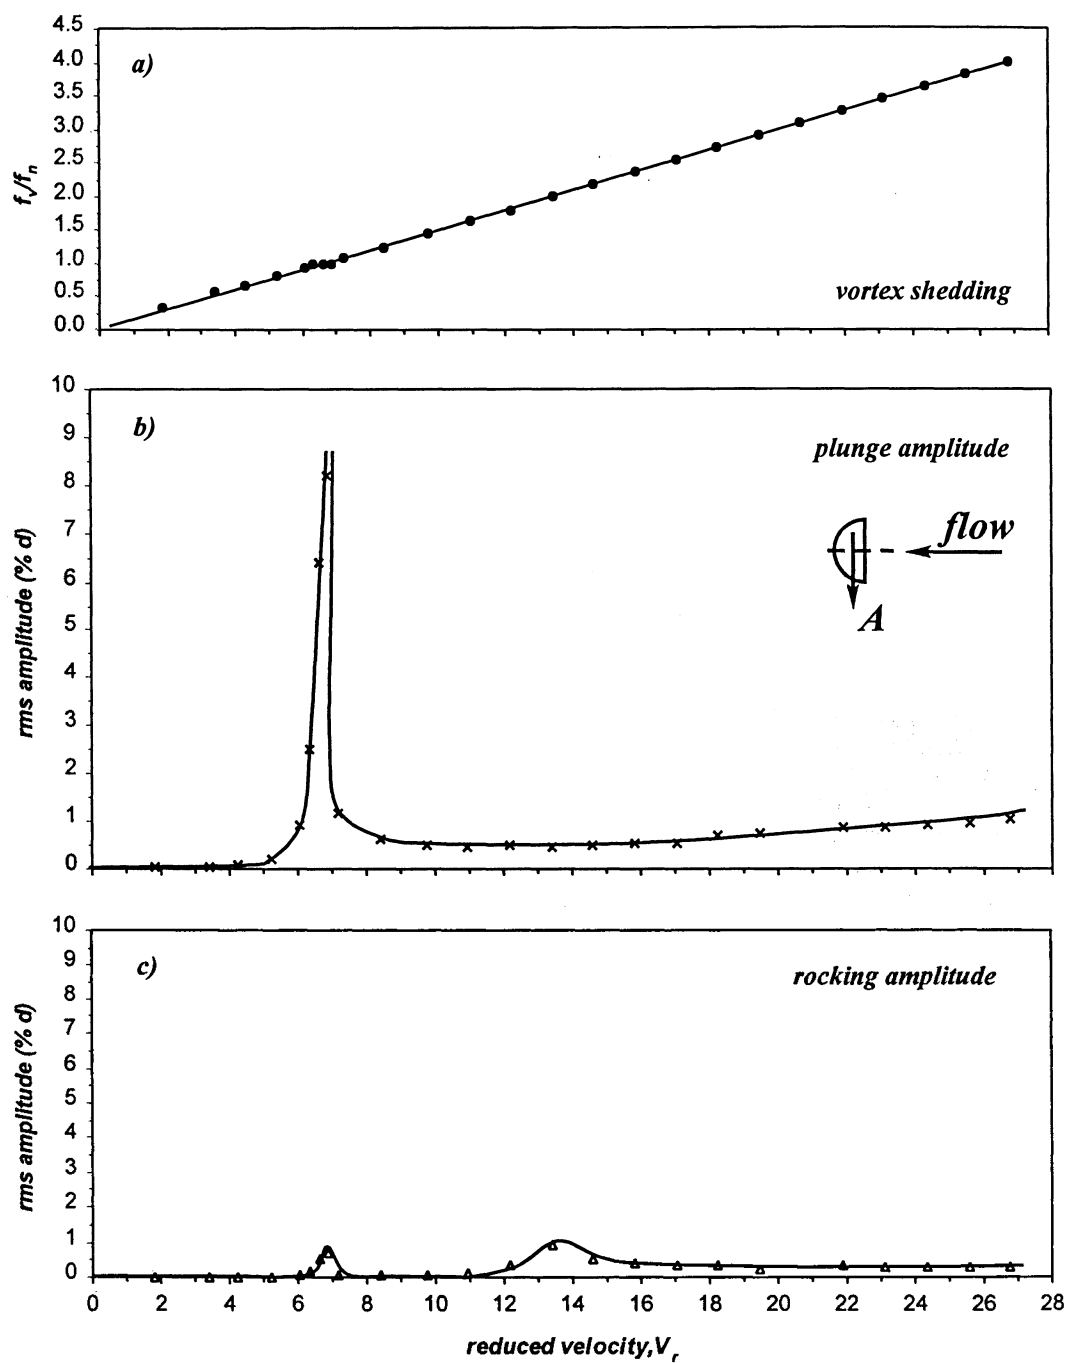 4.5
4.0
3.5
3.0
2.5
2.0
1.5
1.0
0.5
0.0
fv/fn
a)
vortex shedding
10
9
8
7
6
5
4
3
2
1
0
rms amplitude (% d)
b)
plunge amplitude
flow
A
10
9
8
7
6
5
4
3
2
1
0
rms amplitude (% d)
c)
rocking amplitude
0 2 4 6 8 10 12 14 16 18 20 22 24 26 28
reduced velocity,Vr